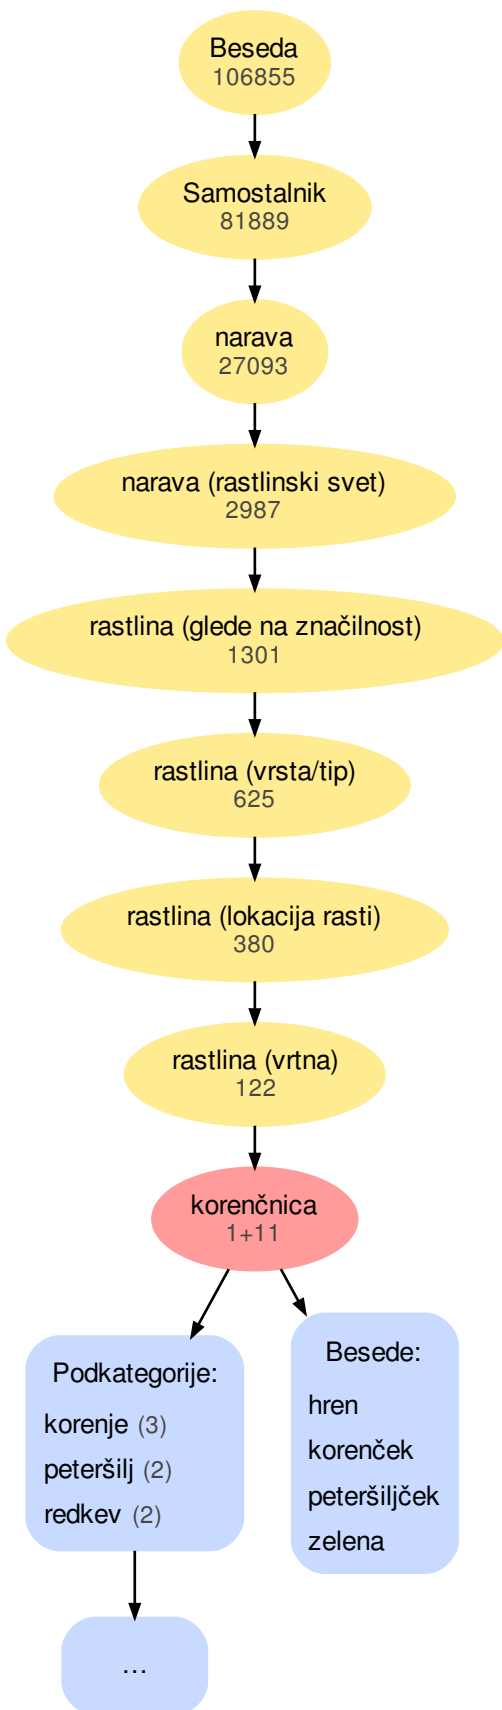 Beseda
106855
Samostalnik
81889
narava
27093
narava (rastlinski svet)
2987
rastlina (glede na značilnost)
1301
rastlina (vrsta/tip)
625
rastlina (lokacija rasti)
380
rastlina (vrtna)
122
korenčnica
1+11
Podkategorije:
korenje (3)
peteršilj (2)
redkev (2)
Besede:
hren
korenček
peteršiljček
zelena
...